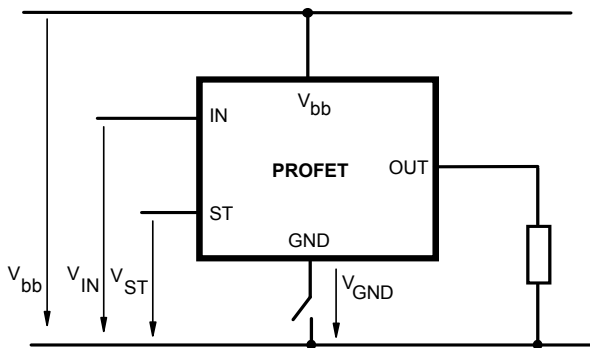 Vbb
IN
PROFET
OUT
ST
GND
Vbb
VIN
VST
VGND